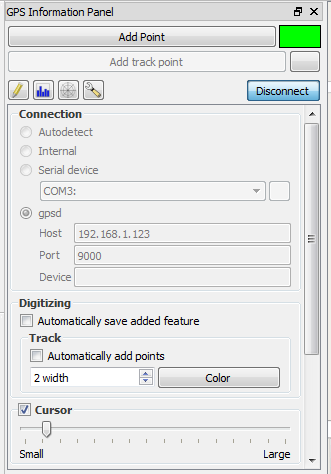 GPS Information Panel
Add Point
Add track point
Disconnect
Connection
Autodetect
Internal
Serial device
COM3:
gpsd
Host 192.168.1.123
Port 9000
Device
Digitizing
Automatically save added feature
Track
Automatically add points
2 width Color
Cursor
Small Large